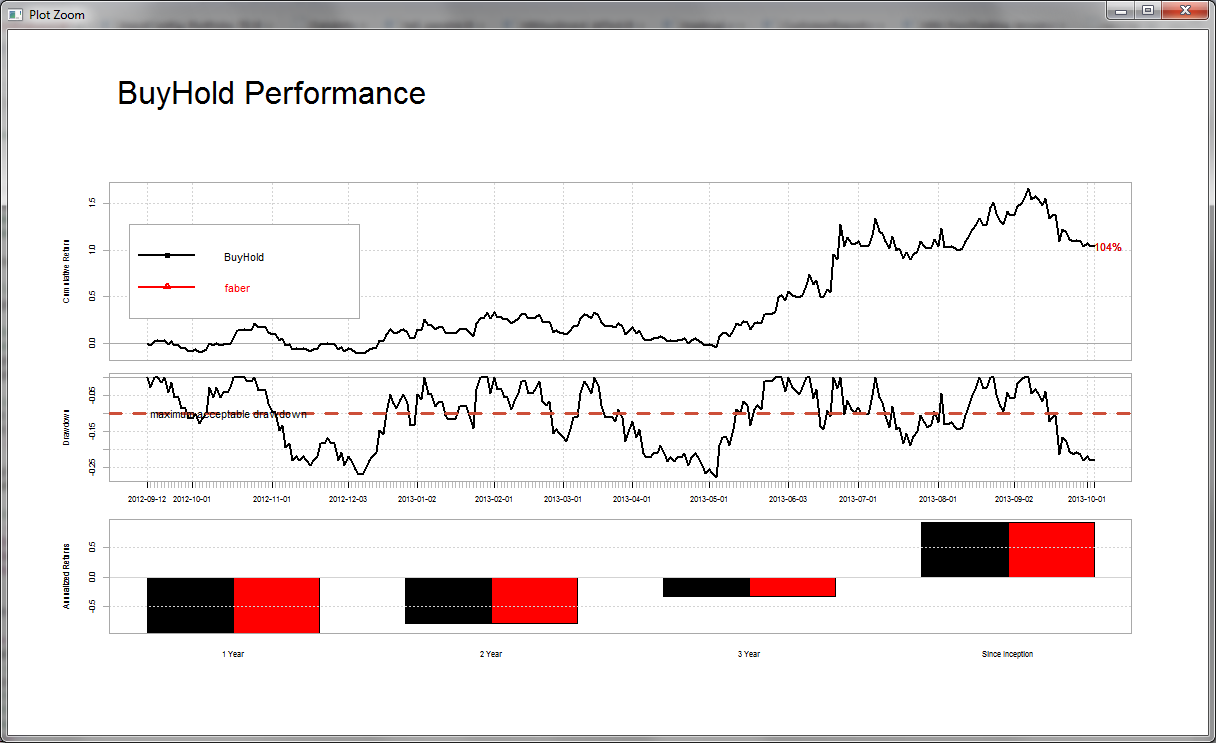 Plot Zoom
BuyHold Performance
Cumulative Return
1.5
1.0
0.5
0.0
BuyHold
faber
104%
Drawdown
-0.05
-0.15
-0.25
maximum acceptable drawdown
2012-09-12 2012-10-01 2012-11-01 2012-12-03 2013-01-02 2013-02-01 2013-03-01 2013-04-01 2013-05-01 2013-06-03 2013-07-01 2013-08-01 2013-09-02 2013-10-01
Annualized Returns
0.5
0.0
-0.5
1 Year 2 Year 3 Year Since Inception